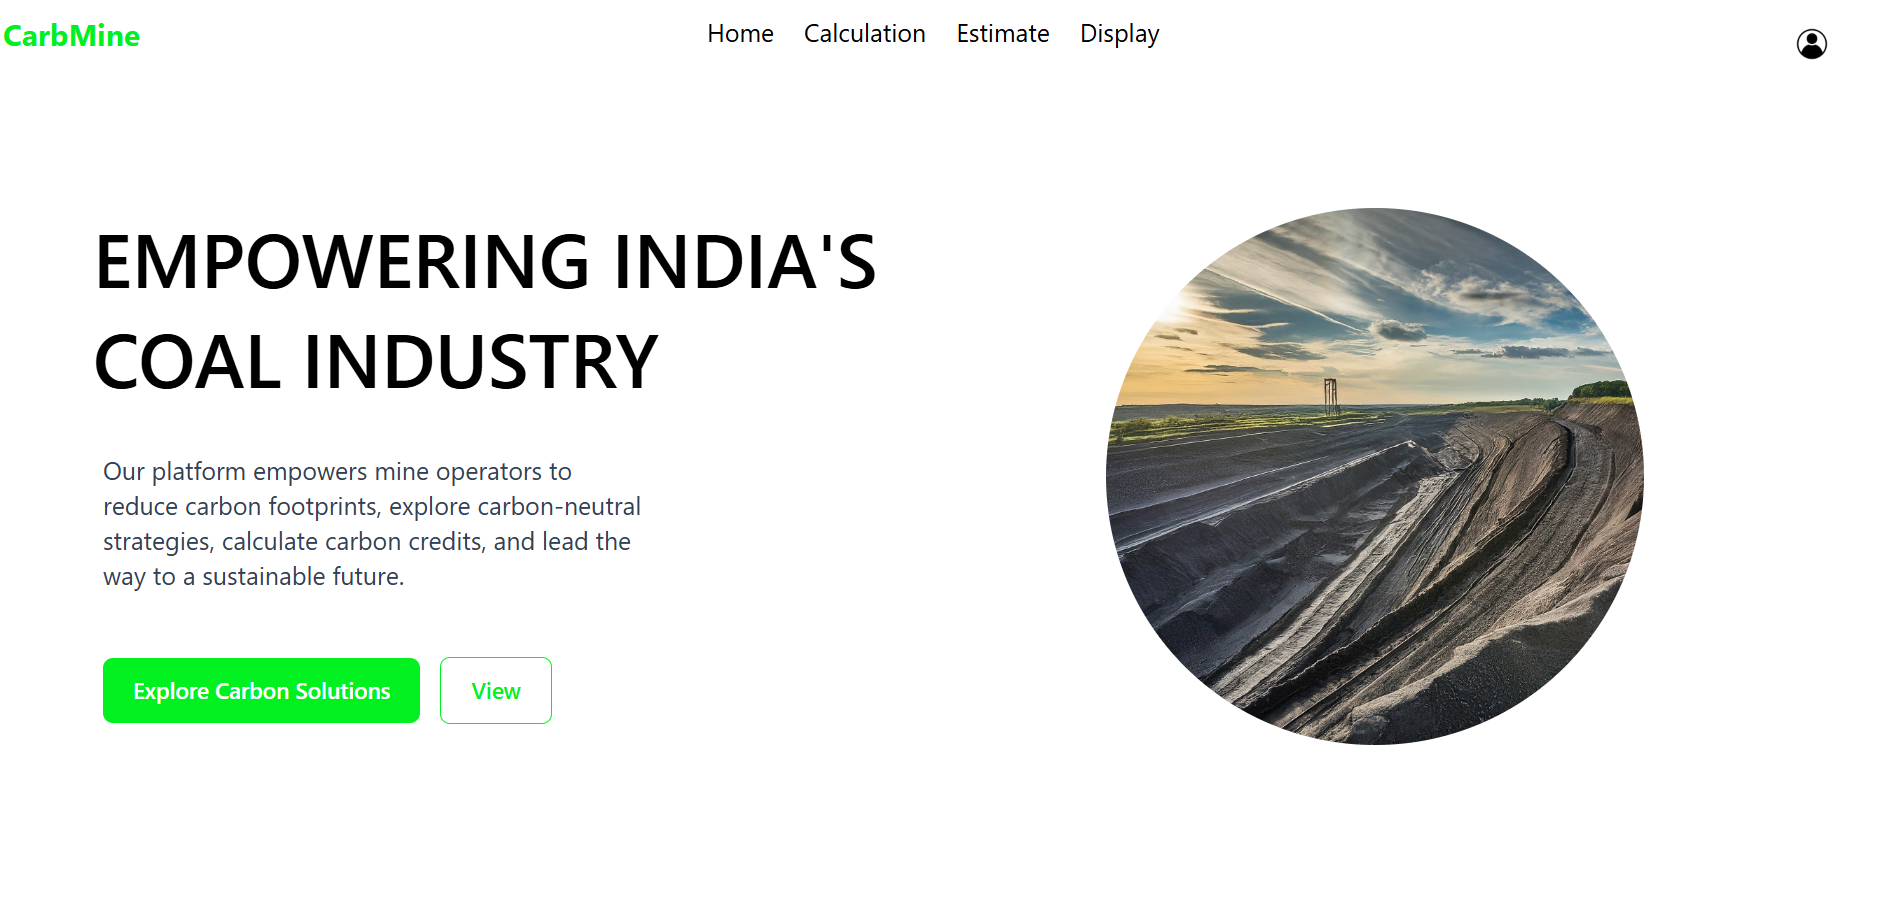 CarbMine
Home Calculation Estimate Display
EMPOWERING INDIA'S
COAL INDUSTRY
Our platform empowers mine operators to
reduce carbon footprints, explore carbon-neutral
strategies, calculate carbon credits, and lead the
way to a sustainable future.
Explore Carbon Solutions View